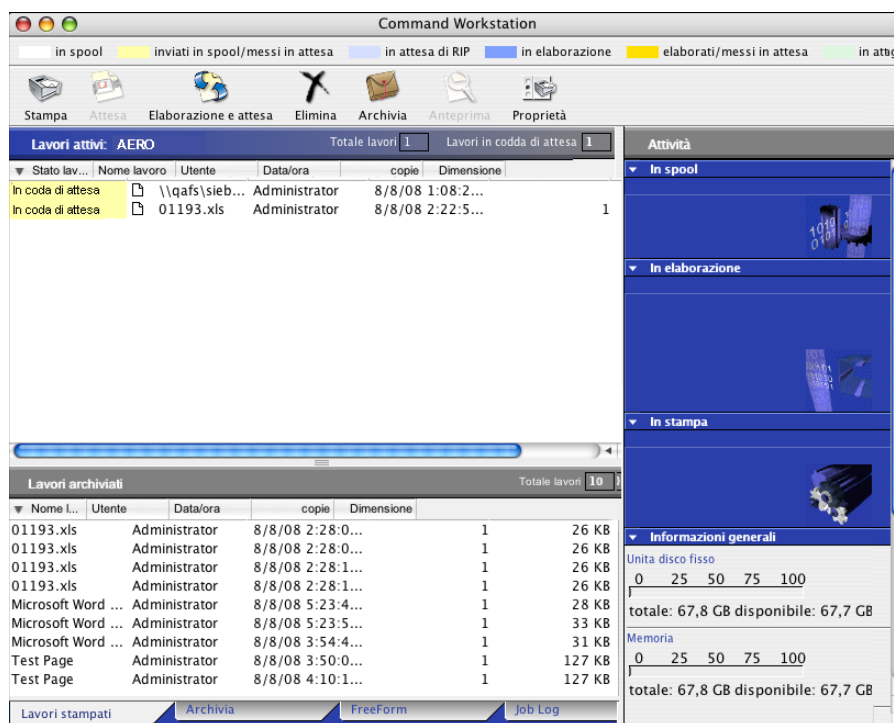 Command Workstation
in spool inviati in spool/messi in attesa in attesa di RIP in elaborazione elaborati/messi in attesa
Stampa Attesa Elaborazione e attesa Elimina Archivia Anteprima Proprietà
Lavori attivi: AERO Totale lavori 1 Lavori in codda di attesa 1
Stato lav... Nome lavoro Utente Data/ora copie Dimensione
In coda di attesa \\qafs\sieb... Administrator 8/8/08 1:08:2...
In coda di attesa 01193.xls Administrator 8/8/08 2:22:5... 1
Lavori archiviati Totale lavori 10
Nome l... Utente Data/ora copie Dimensione
01193.xls Administrator 8/8/08 2:28:0... 1 26 KB
01193.xls Administrator 8/8/08 2:28:0... 1 26 KB
01193.xls Administrator 8/8/08 2:28:1... 1 26 KB
01193.xls Administrator 8/8/08 2:28:1... 1 26 KB
Microsoft Word ... Administrator 8/8/08 5:23:4... 1 28 KB
Microsoft Word ... Administrator 8/8/08 5:23:5... 1 33 KB
Microsoft Word ... Administrator 8/8/08 3:54:4... 1 31 KB
Test Page Administrator 8/8/08 3:50:0... 1 127 KB
Test Page Administrator 8/8/08 4:10:1... 1 127 KB
Lavori stampati Archivia FreeForm Job Log
Attività
In spool
In elaborazione
In stampa
Informazioni generali
Unita disco fisso
0 25 50 75 100
totale: 67,8 GB disponibile: 67,7 GB
Memoria
0 25 50 75 100
totale: 67,8 GB disponibile: 67,7 GB